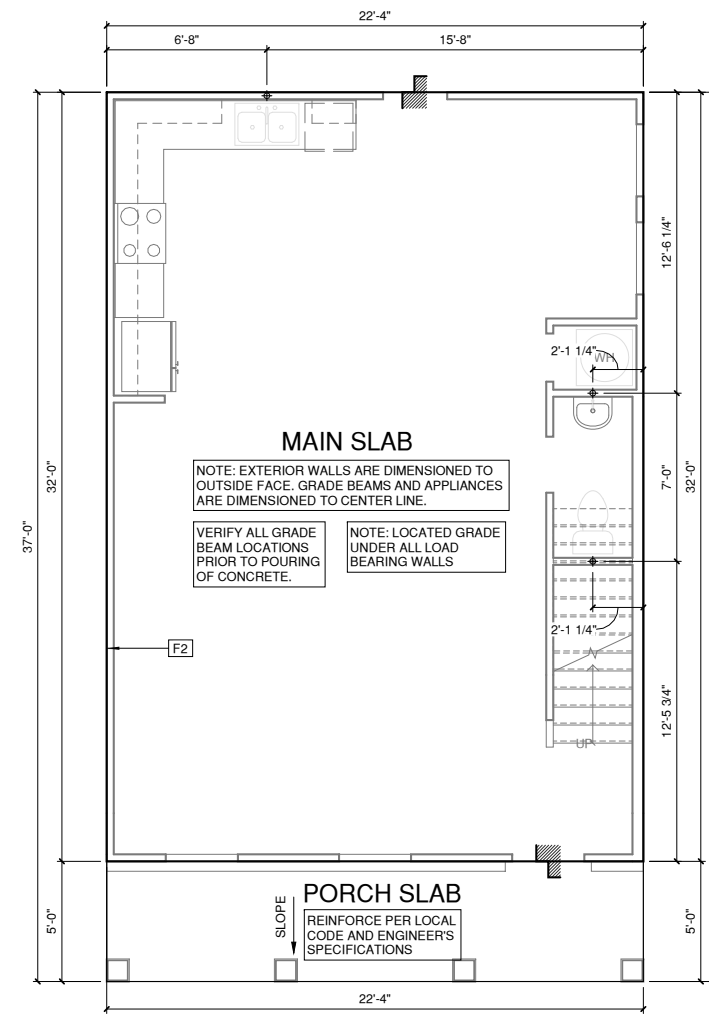 22'-4"
6'-8"
15'-8"
12'-6 1/4"
2'-1 1/4"
WH
MAIN SLAB
NOTE: EXTERIOR WALLS ARE DIMENSIONED TO
OUTSIDE FACE. GRADE BEAMS AND APPLIANCES
ARE DIMENSIONED TO CENTER LINE.
32'-0"
7'-0"
32'-0"
37'-0"
VERIFY ALL GRADE
BEAM LOCATIONS
PRIOR TO POURING
OF CONCRETE.
NOTE: LOCATED GRADE
UNDER ALL LOAD
BEARING WALLS
2'-1 1/4"
F2
12'-5 3/4"
UP
PORCH SLAB
SLOPE
REINFORCE PER LOCAL
CODE AND ENGINEER'S
SPECIFICATIONS
5'-0"
5'-0"
22'-4"